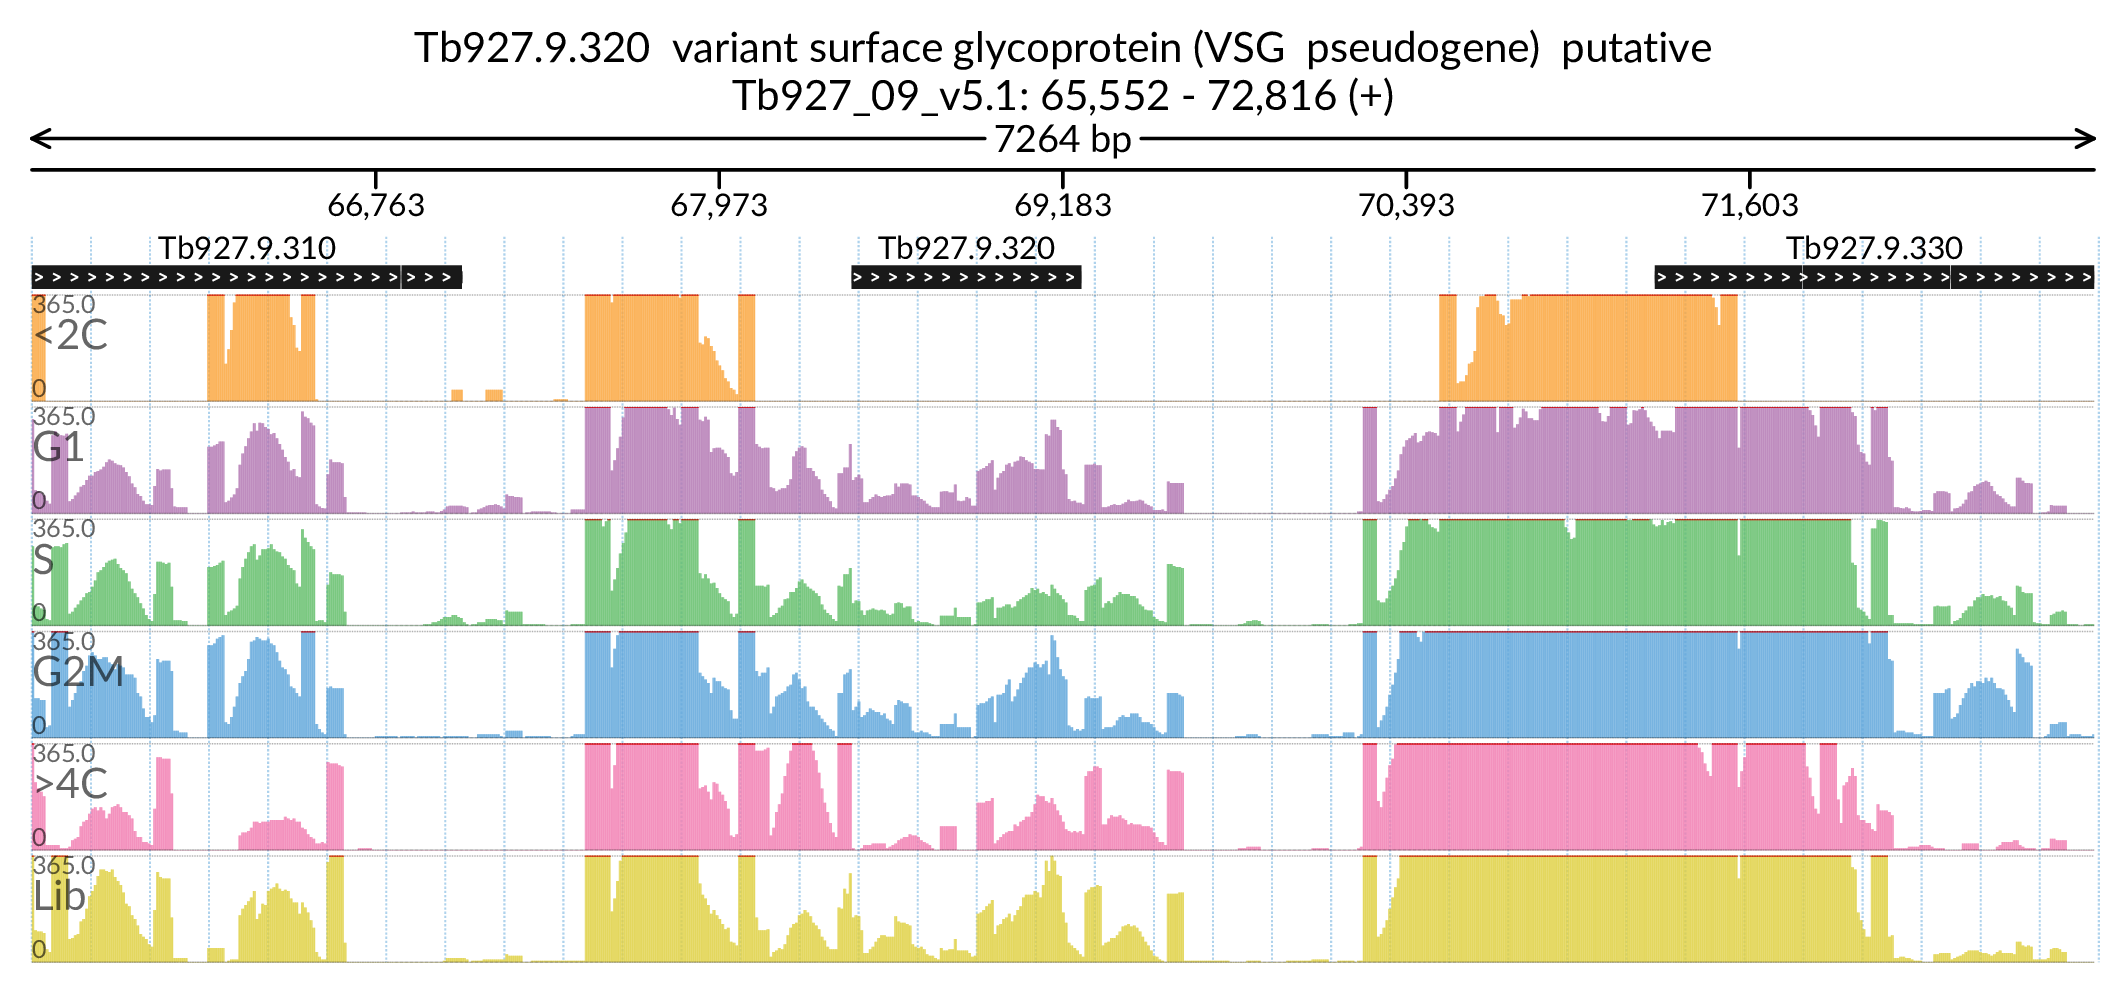 Tb927.9.320 variant surface glycoprotein (VSG pseudogene) putative
Tb927_09_v5.1: 65,552 - 72,816 (+)
7264 bp
66,763 67,973 69,183 70,393 71,603
Tb927.9.310 Tb927.9.320 Tb927.9.330
365.0
<2C
0
365.0
G1
0
365.0
S
0
365.0
G2M
0
365.0
>4C
0
365.0
Lib
0